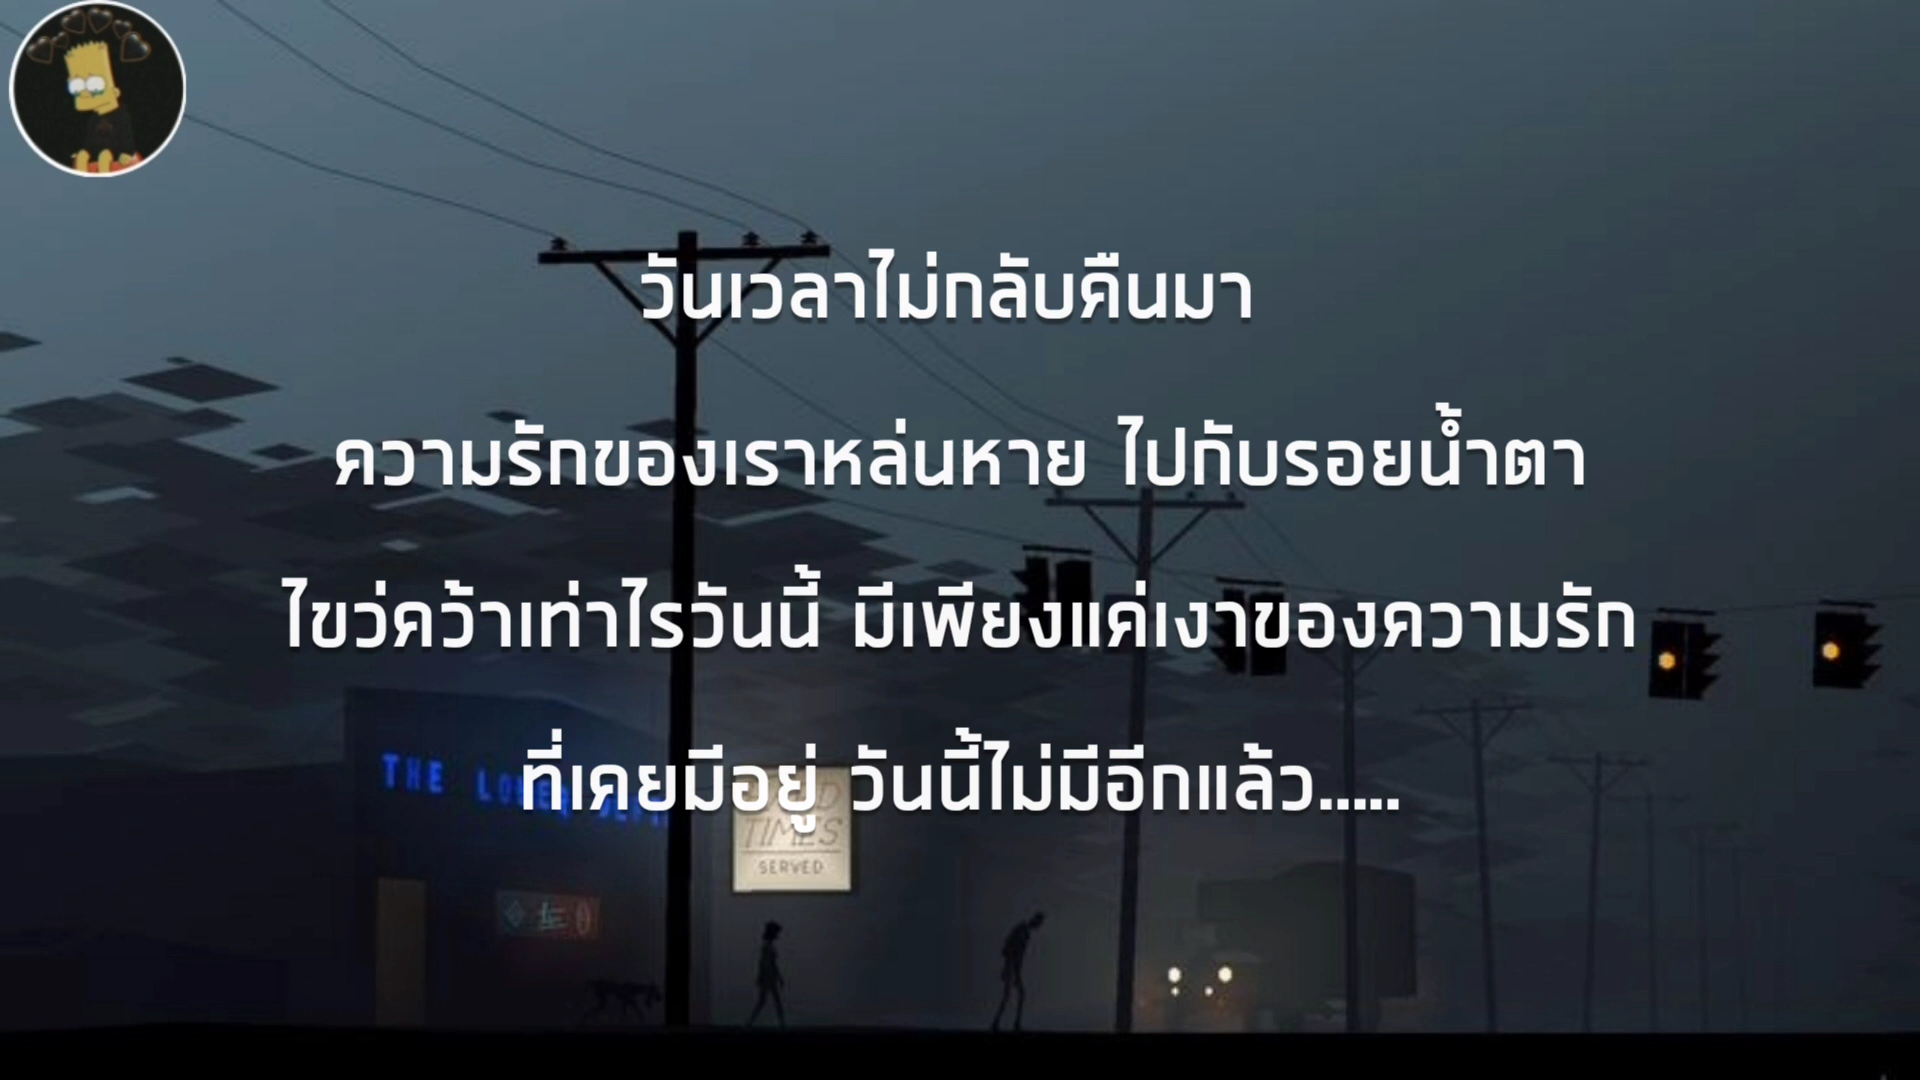 วันเวลาไม่กลับคืนมา
ความรักของเราหล่นหาย ไปกับรอยน้ำตา
ไขว่คว้าเท่าไรวันนี้ มีเพียงแค่เงาของความรัก
ที่เคยมีอยู่ วันนี้ไม่มีอีกแล้ว.....
THE
TIMES
SERVED